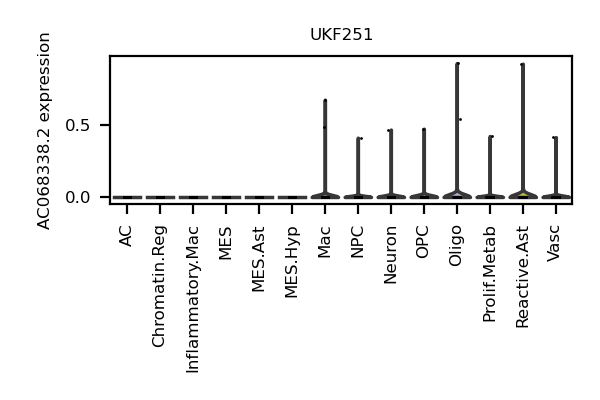 UKF251
AC068338.2 expression
0.5
0.0
AC
Chromatin.Reg
Inflammatory.Mac
MES
MES.Ast
MES.Hyp
Mac
NPC
Neuron
OPC
Oligo
Prolif.Metab
Reactive.Ast
Vasc